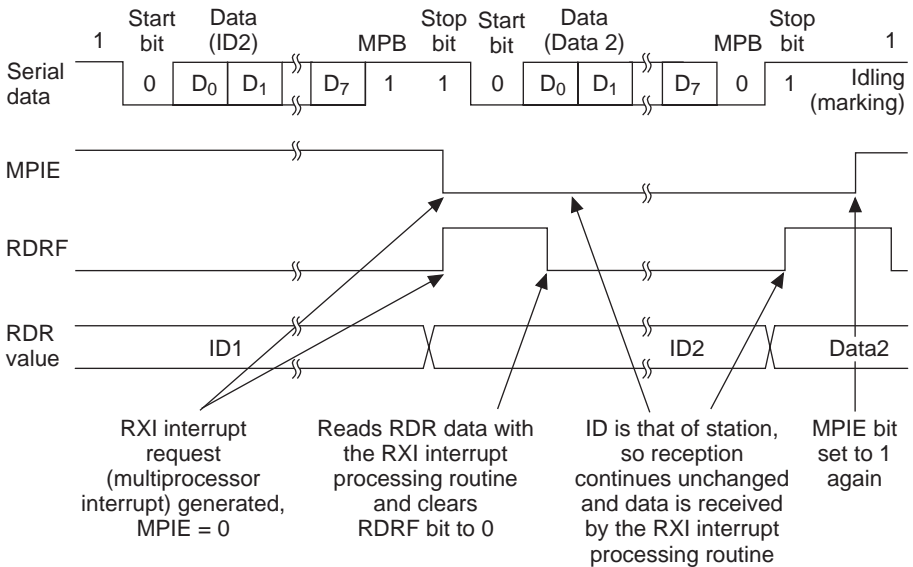 Start Data Stop Start Data Stop
1 bit (ID2) MPB bit bit (Data 2) MPB bit 1
Serial data 0 D0 D1 D7 1 1 0 D0 D1 D7 0 1 Idling (marking)
MPIE
RDRF
RDR value ID1 ID2 Data2
RXI interrupt
request
(multiprocessor
interrupt) generated,
MPIE = 0
Reads RDR data with
the RXI interrupt
processing routine
and clears
RDRF bit to 0
ID is that of station,
so reception
continues unchanged
and data is received
by the RXI interrupt
processing routine
MPIE bit
set to 1
again